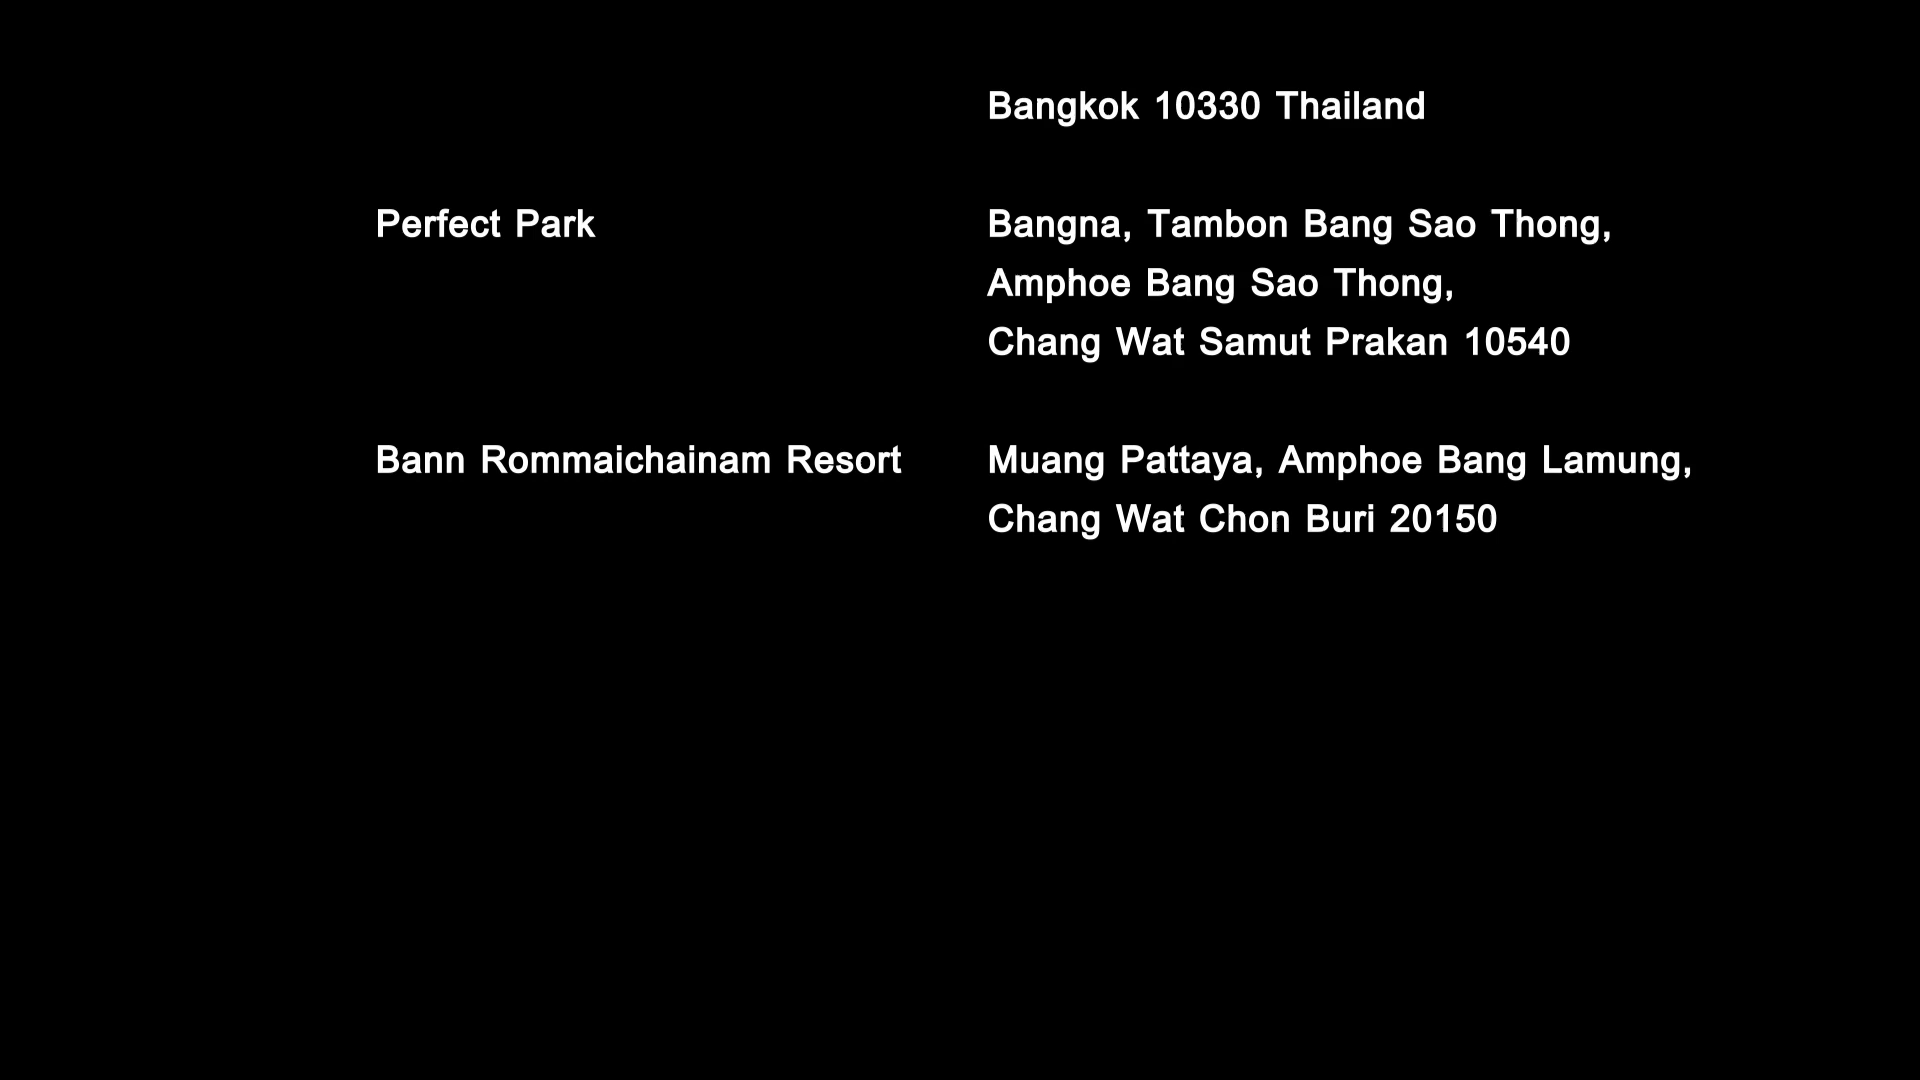 Bangkok 10330 Thailand
Perfect Park Bangna, Tambon Bang Sao Thong,
Amphoe Bang Sao Thong,
Chang Wat Samut Prakan 10540
Bann Rommaichainam Resort Muang Pattaya, Amphoe Bang Lamung,
Chang Wat Chon Buri 20150